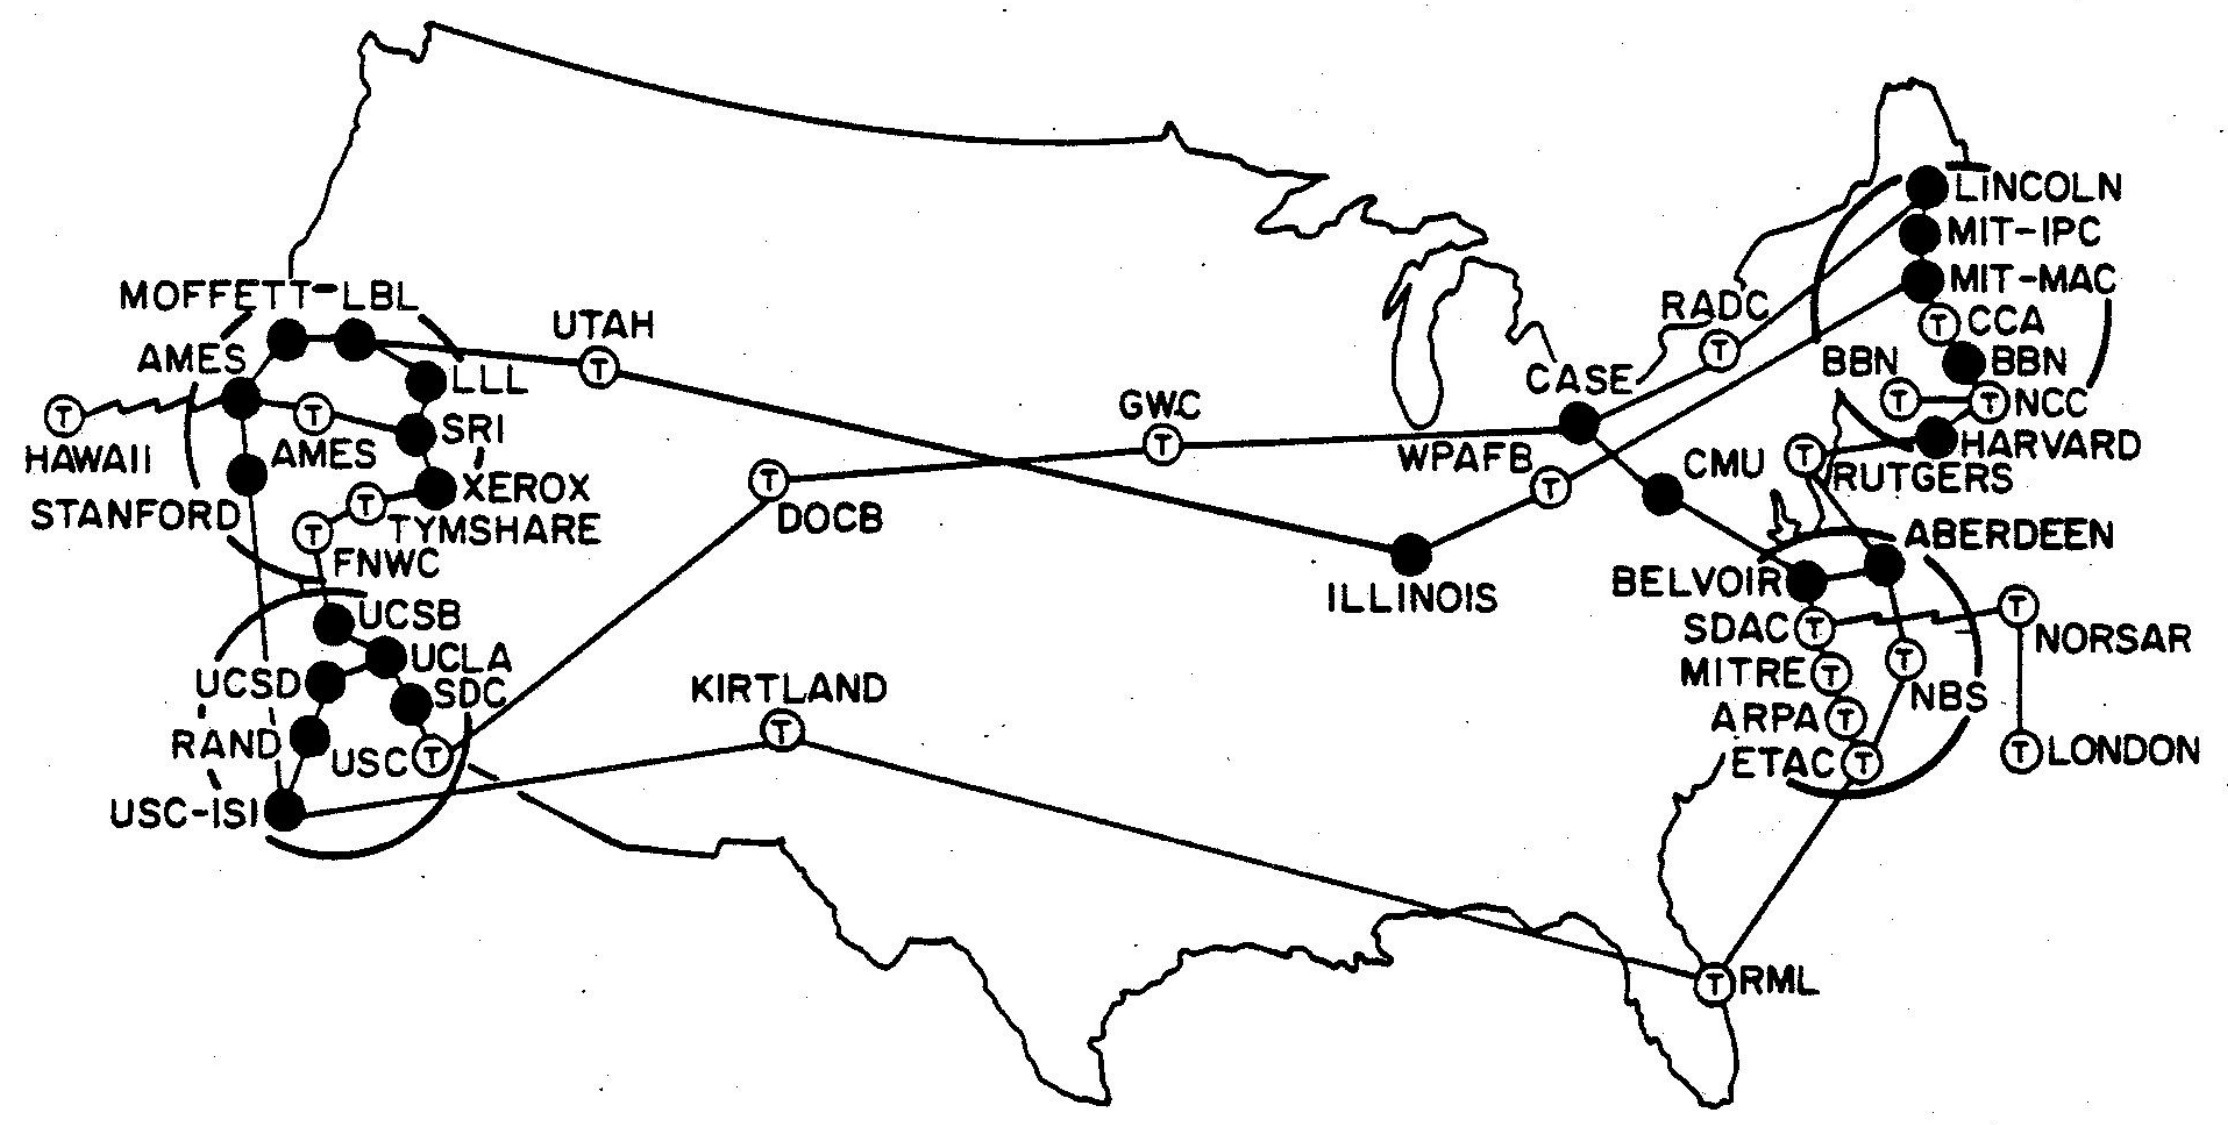 LINCOLN
MIT-IPC
MOFFETT-LBL
MIT-MAC
RADC
UTAH
CCA
AMES
BBN
BBN
LLL
CASE
T
T
T
GWC
NCC
T
T
T
T
T
SRI
T
HARVARD
HAWAII
AMES
WPAFB
CMU
T
RUTGERS
XEROX
T
T
STANFORD
T
TYMSHARE
DOCB
T
ABERDEEN
FNWC
BELVOIR
ILLINOIS
UCSB
T
SDAC
T
NORSAR
UCLA
T
UCSD
SDC
KIRTLAND
MITRE
T
NBS
ARPA
T
T
RAND
USC
T
ETAC
T
T
LONDON
USC-ISI
T
RML